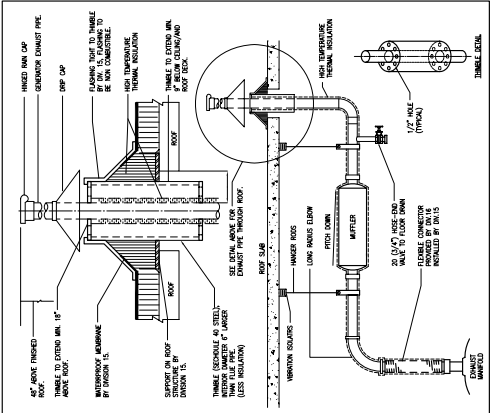 HINGED RAIN CAP
GENERATOR EXHAUST PIPE.
DRIP CAP
FLASHING TIGHT TO THIMBLE
BY DIV. 15, FLASHING TO
BE NON COMBUSTIBLE.
HIGH TEMPERATURE
THERMAL INSULATION
THIMBLE TO EXTEND MIN.
9" BELOW CEILING/AND
ROOF DECK.
ROOF
ROOF
48" ABOVE FINISHED
ROOF.
THIMBLE TO EXTEND MIN. 18"
ABOVE ROOF.
WATERPROOF MEMBRANE
BY DIVISION 15.
SUPPORT ON ROOF
STRUCTURE BY
DIVISION 15.
THIMBLE (SECHDULE 40 STEEL),
INTERIOR DIAMETER 6" LARGER
THAN FLUE PIPE.
(LESS INSULATION)
SEE DETAIL ABOVE FOR
EXHAUST PIPE THROUGH ROOF.
ROOF SLAB
HIGH TEMPERATURE
THERMAL INSULATION
1/2" HOLE
(TYPICAL)
THIMBLE DETAIL
VIBRATION ISOLATRS
HANGER RODS
LONG RADIUS ELBOW
PITCH DOWN
MUFFLER
20 (3/4") HOSE-END
VALVE TO FLOOR DRAIN
FLEXIBLE CONNECTOR
PROVIDED BY DIV.16
INSTALLED BY DIV.15
EXHAUST
MANIFOLD